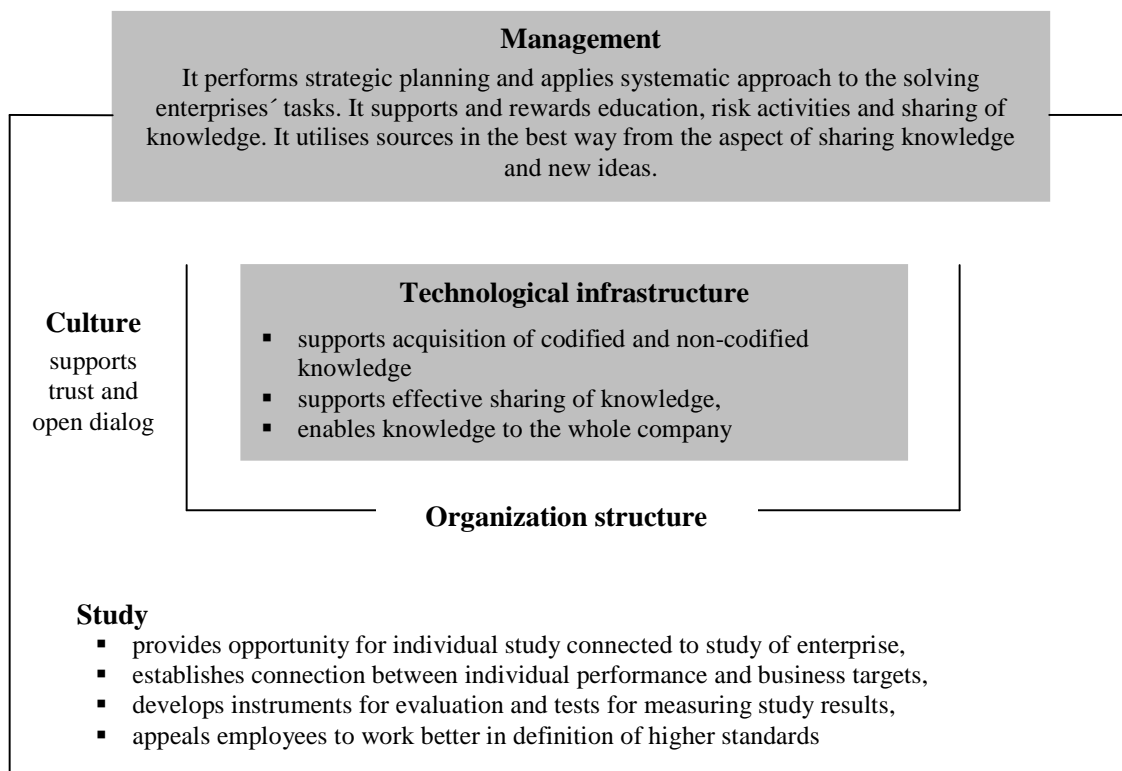 Management
It performs strategic planning and applies systematic approach to the solving
enterprises´ tasks. It supports and rewards education, risk activities and sharing of
knowledge. It utilises sources in the best way from the aspect of sharing knowledge
and new ideas.
Technological infrastructure
▪ supports acquisition of codified and non-codified
knowledge
▪ supports effective sharing of knowledge,
▪ enables knowledge to the whole company
Culture
supports
trust and
open dialog
Organization structure
Study
▪ provides opportunity for individual study connected to study of enterprise,
▪ establishes connection between individual performance and business targets,
▪ develops instruments for evaluation and tests for measuring study results,
▪ appeals employees to work better in definition of higher standards